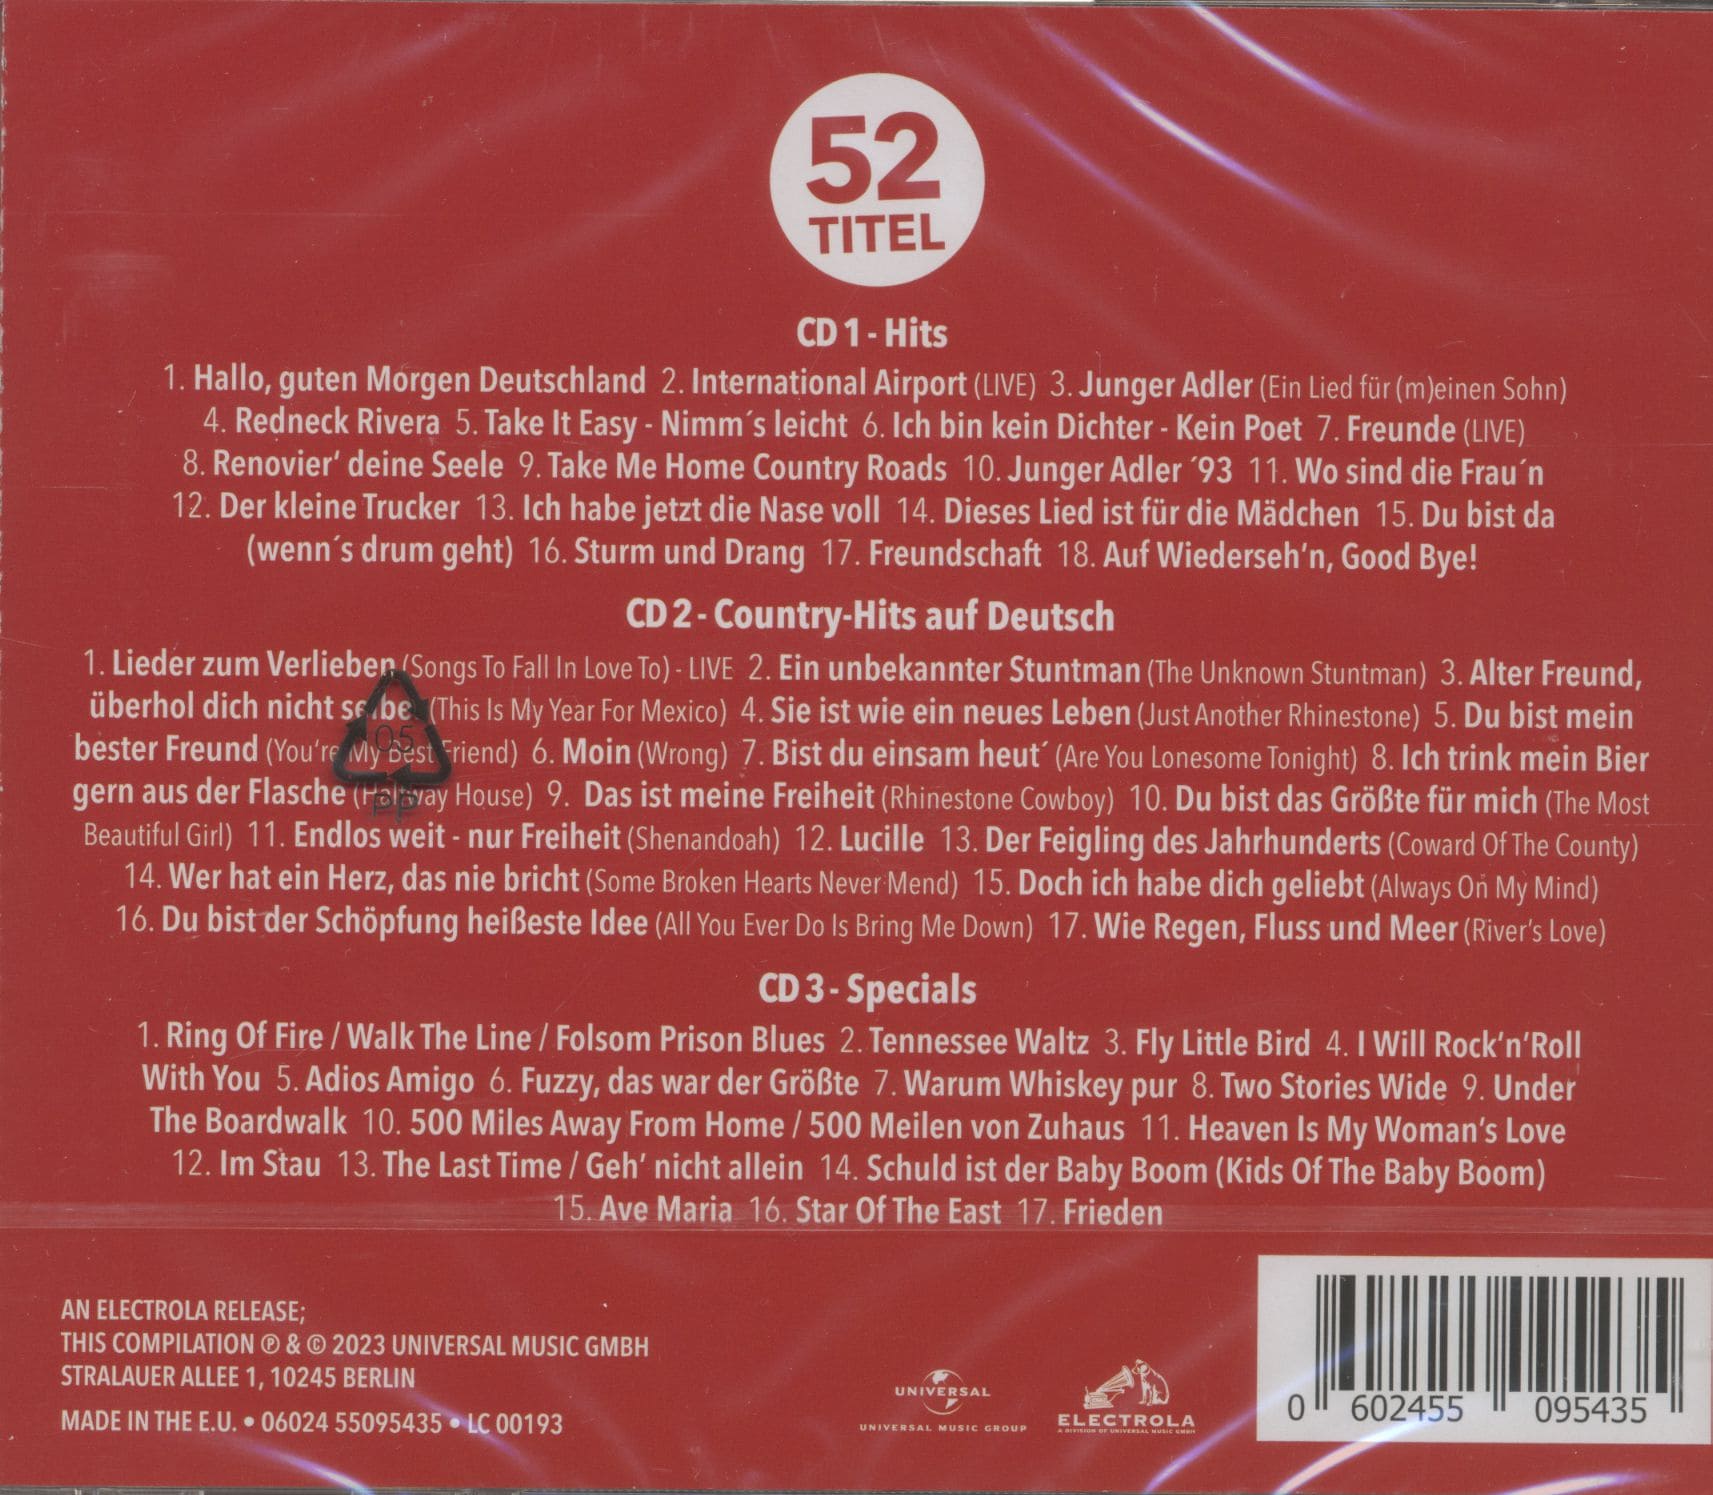 52
TITEL
CD 1 - Hits
1. Hallo, guten Morgen Deutschland 2. International Airport (LIVE) 3. Junger Adler (Ein Lied für (m)einen Sohn)
4. Redneck Rivera 5. Take It Easy - Nimm´s leicht 6. Ich bin kein Dichter - Kein Poet 7. Freunde (LIVE)
8. Renovier‘ deine Seele 9. Take Me Home Country Roads 10. Junger Adler ´93 11. Wo sind die Frau´n
12. Der kleine Trucker 13. Ich habe jetzt die Nase voll 14. Dieses Lied ist für die Mädchen 15. Du bist da
(wenn´s drum geht) 16. Sturm und Drang 17. Freundschaft 18. Auf Wiederseh’n, Good Bye!
CD 2 - Country-Hits auf Deutsch
1. Lieder zum Verlieben (Songs To Fall In Love To) - LIVE 2. Ein unbekannter Stuntman (The Unknown Stuntman) 3. Alter Freund,
überhol dich nicht selber (This Is My Year For Mexico) 4. Sie ist wie ein neues Leben (Just Another Rhinestone) 5. Du bist mein
bester Freund (You‘re My Best Friend) 6. Moin (Wrong) 7. Bist du einsam heut´ (Are You Lonesome Tonight) 8. Ich trink mein Bier
gern aus der Flasche (Halfway House) 9. Das ist meine Freiheit (Rhinestone Cowboy) 10. Du bist das Größte für mich (The Most
Beautiful Girl) 11. Endlos weit - nur Freiheit (Shenandoah) 12. Lucille 13. Der Feigling des Jahrhunderts (Coward Of The County)
14. Wer hat ein Herz, das nie bricht (Some Broken Hearts Never Mend) 15. Doch ich habe dich geliebt (Always On My Mind)
16. Du bist der Schöpfung heißeste Idee (All You Ever Do Is Bring Me Down) 17. Wie Regen, Fluss und Meer (River’s Love)
05
PP
CD 3 - Specials
1. Ring Of Fire / Walk The Line / Folsom Prison Blues 2. Tennessee Waltz 3. Fly Little Bird 4. I Will Rock’n’Roll
With You 5. Adios Amigo 6. Fuzzy, das war der Größte 7. Warum Whiskey pur 8. Two Stories Wide 9. Under
The Boardwalk 10. 500 Miles Away From Home / 500 Meilen von Zuhaus 11. Heaven Is My Woman’s Love
12. Im Stau 13. The Last Time / Geh’ nicht allein 14. Schuld ist der Baby Boom (Kids Of The Baby Boom)
15. Ave Maria 16. Star Of The East 17. Frieden
AN ELECTROLA RELEASE;
THIS COMPILATION ℗ & © 2023 UNIVERSAL MUSIC GMBH
STRALAUER ALLEE 1, 10245 BERLIN
MADE IN THE E.U. • 06024 55095435 • LC 00193
UNIVERSAL
UNIVERSAL MUSIC GROUP
ELECTROLA
A DIVISION OF UNIVERSAL MUSIC GMBH
0 602455 095435